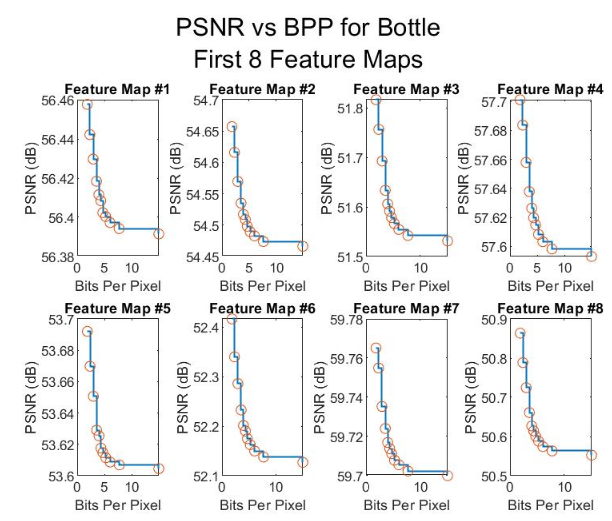 PSNR vs BPP for Bottle
First 8 Feature Maps
Feature Map #1
PSNR (dB)
56.46
56.44
56.42
56.4
56.38
0 5 10 15
Bits Per Pixel
Feature Map #2
PSNR (dB)
54.7
54.65
54.6
54.55
54.5
54.45
0 5 10 15
Bits Per Pixel
Feature Map #3
PSNR (dB)
51.8
51.7
51.6
51.5
0 10
Bits Per Pixel
Feature Map #4
PSNR (dB)
57.7
57.68
57.66
57.64
57.62
57.6
0 5 10 15
Bits Per Pixel
Feature Map #5
PSNR (dB)
53.7
53.68
53.66
53.64
53.62
53.6
0 5 10 15
Bits Per Pixel
Feature Map #6
PSNR (dB)
52.4
52.3
52.2
52.1
0 5 10 15
Bits Per Pixel
Feature Map #7
PSNR (dB)
59.78
59.76
59.74
59.72
59.7
0 10
Bits Per Pixel
Feature Map #8
PSNR (dB)
50.9
50.8
50.7
50.6
50.5
0 5 10 15
Bits Per Pixel